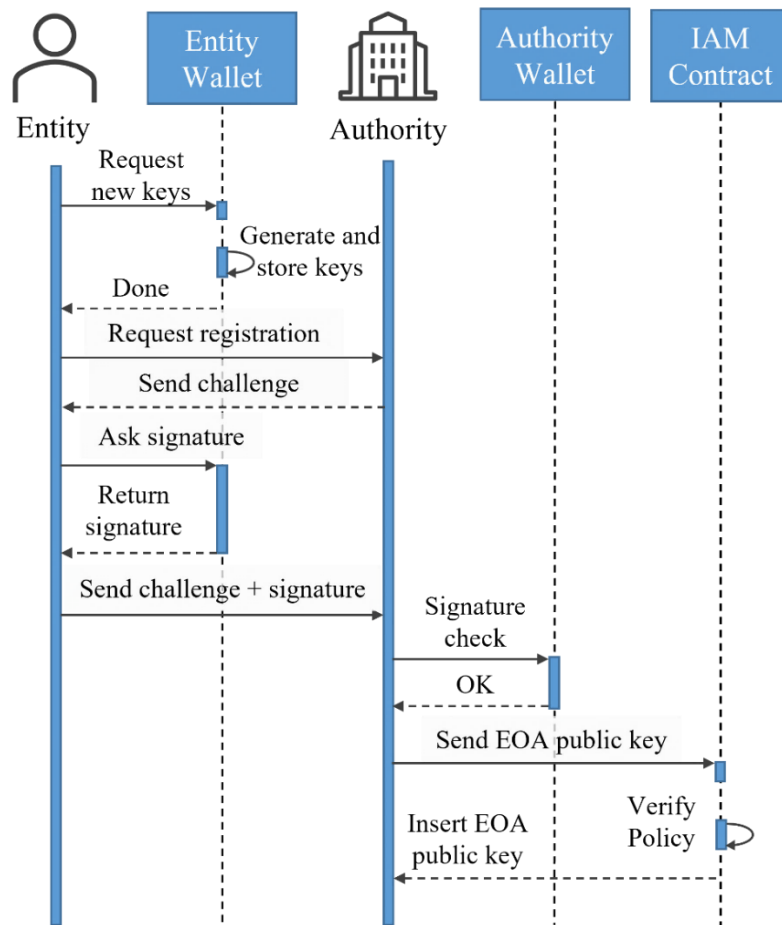 Entity
Wallet
Authority
Wallet
IAM
Contract
Entity
Authority
Request
new keys
Generate and
store keys
Done
Request registration
Send challenge
Ask signature
Return
signature
Send challenge + signature
Signature
check
OK
Send EOA public key
Verify
Policy
Insert EOA
public key